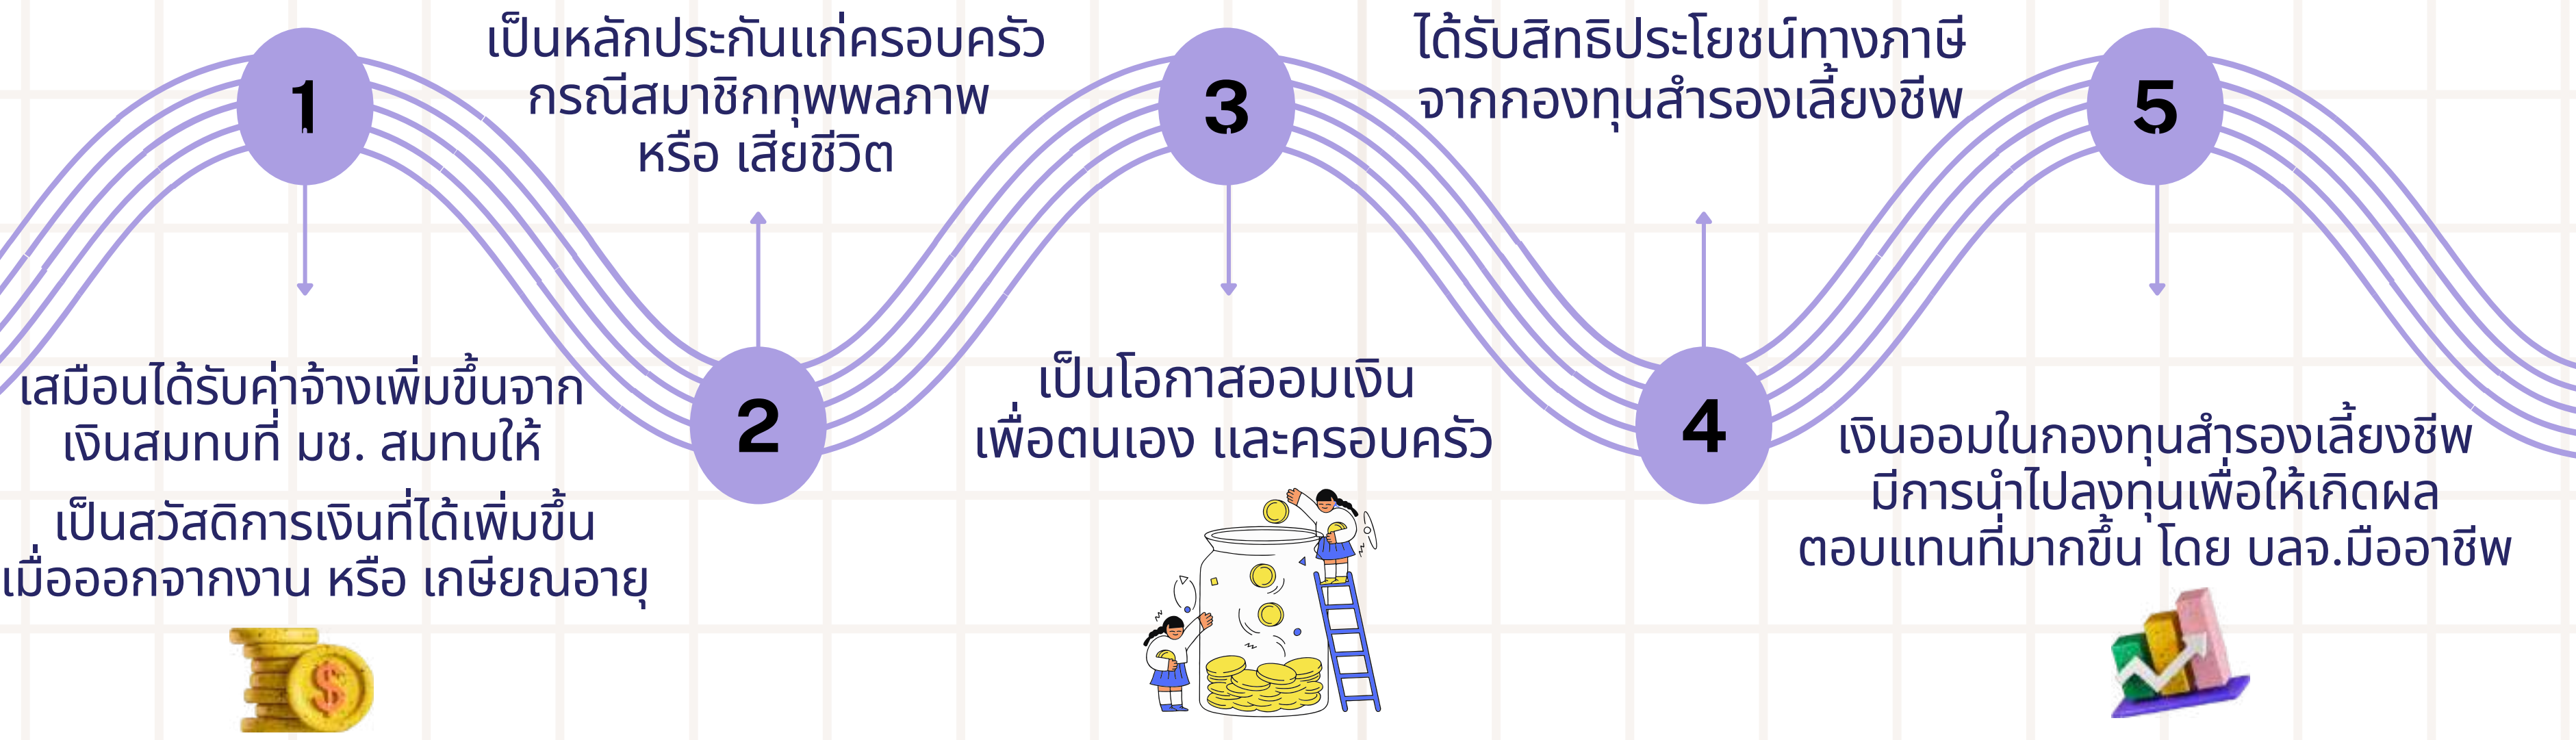 1
เสมือนได้รับค่าจ้างเพิ่มขึ้นจาก
เงินสมทบที่ มช. สมทบให้
เป็นสวัสดิการเงินที่ได้เพิ่มขึ้น
เมื่อออกจากงาน หรือ เกษียณอายุ
2
เป็นหลักประกันแก่ครอบครัว
กรณีสมาชิกทุพพลภาพ
หรือ เสียชีวิต
3
เป็นโอกาสออมเงิน
เพื่อตนเอง และครอบครัว
4
ได้รับสิทธิประโยชน์ทางภาษี
จากกองทุนสำรองเลี้ยงชีพ
5
เงินออมในกองทุนสำรองเลี้ยงชีพ
มีการนำไปลงทุนเพื่อให้เกิดผล
ตอบแทนที่มากขึ้น โดย บลจ.มืออาชีพ
$